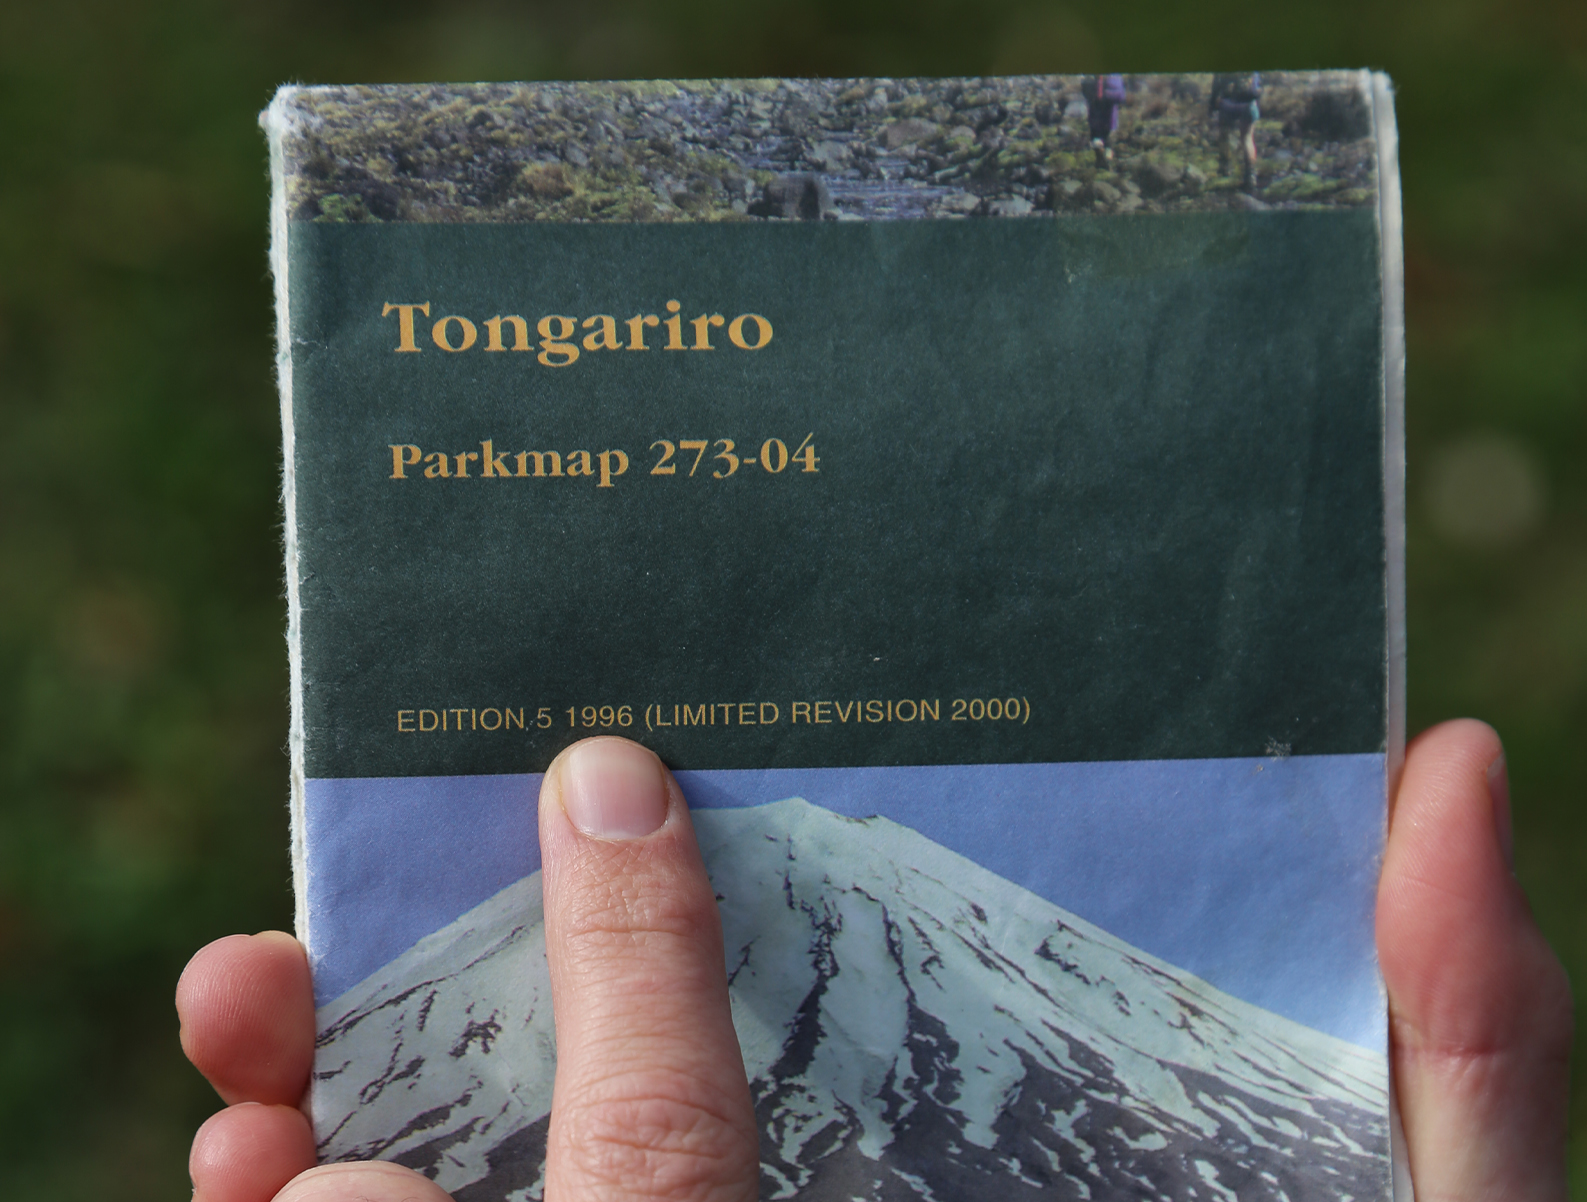 Tongariro
Parkmap 273-04
EDITION 5 1996 (LIMITED REVISION 2000)